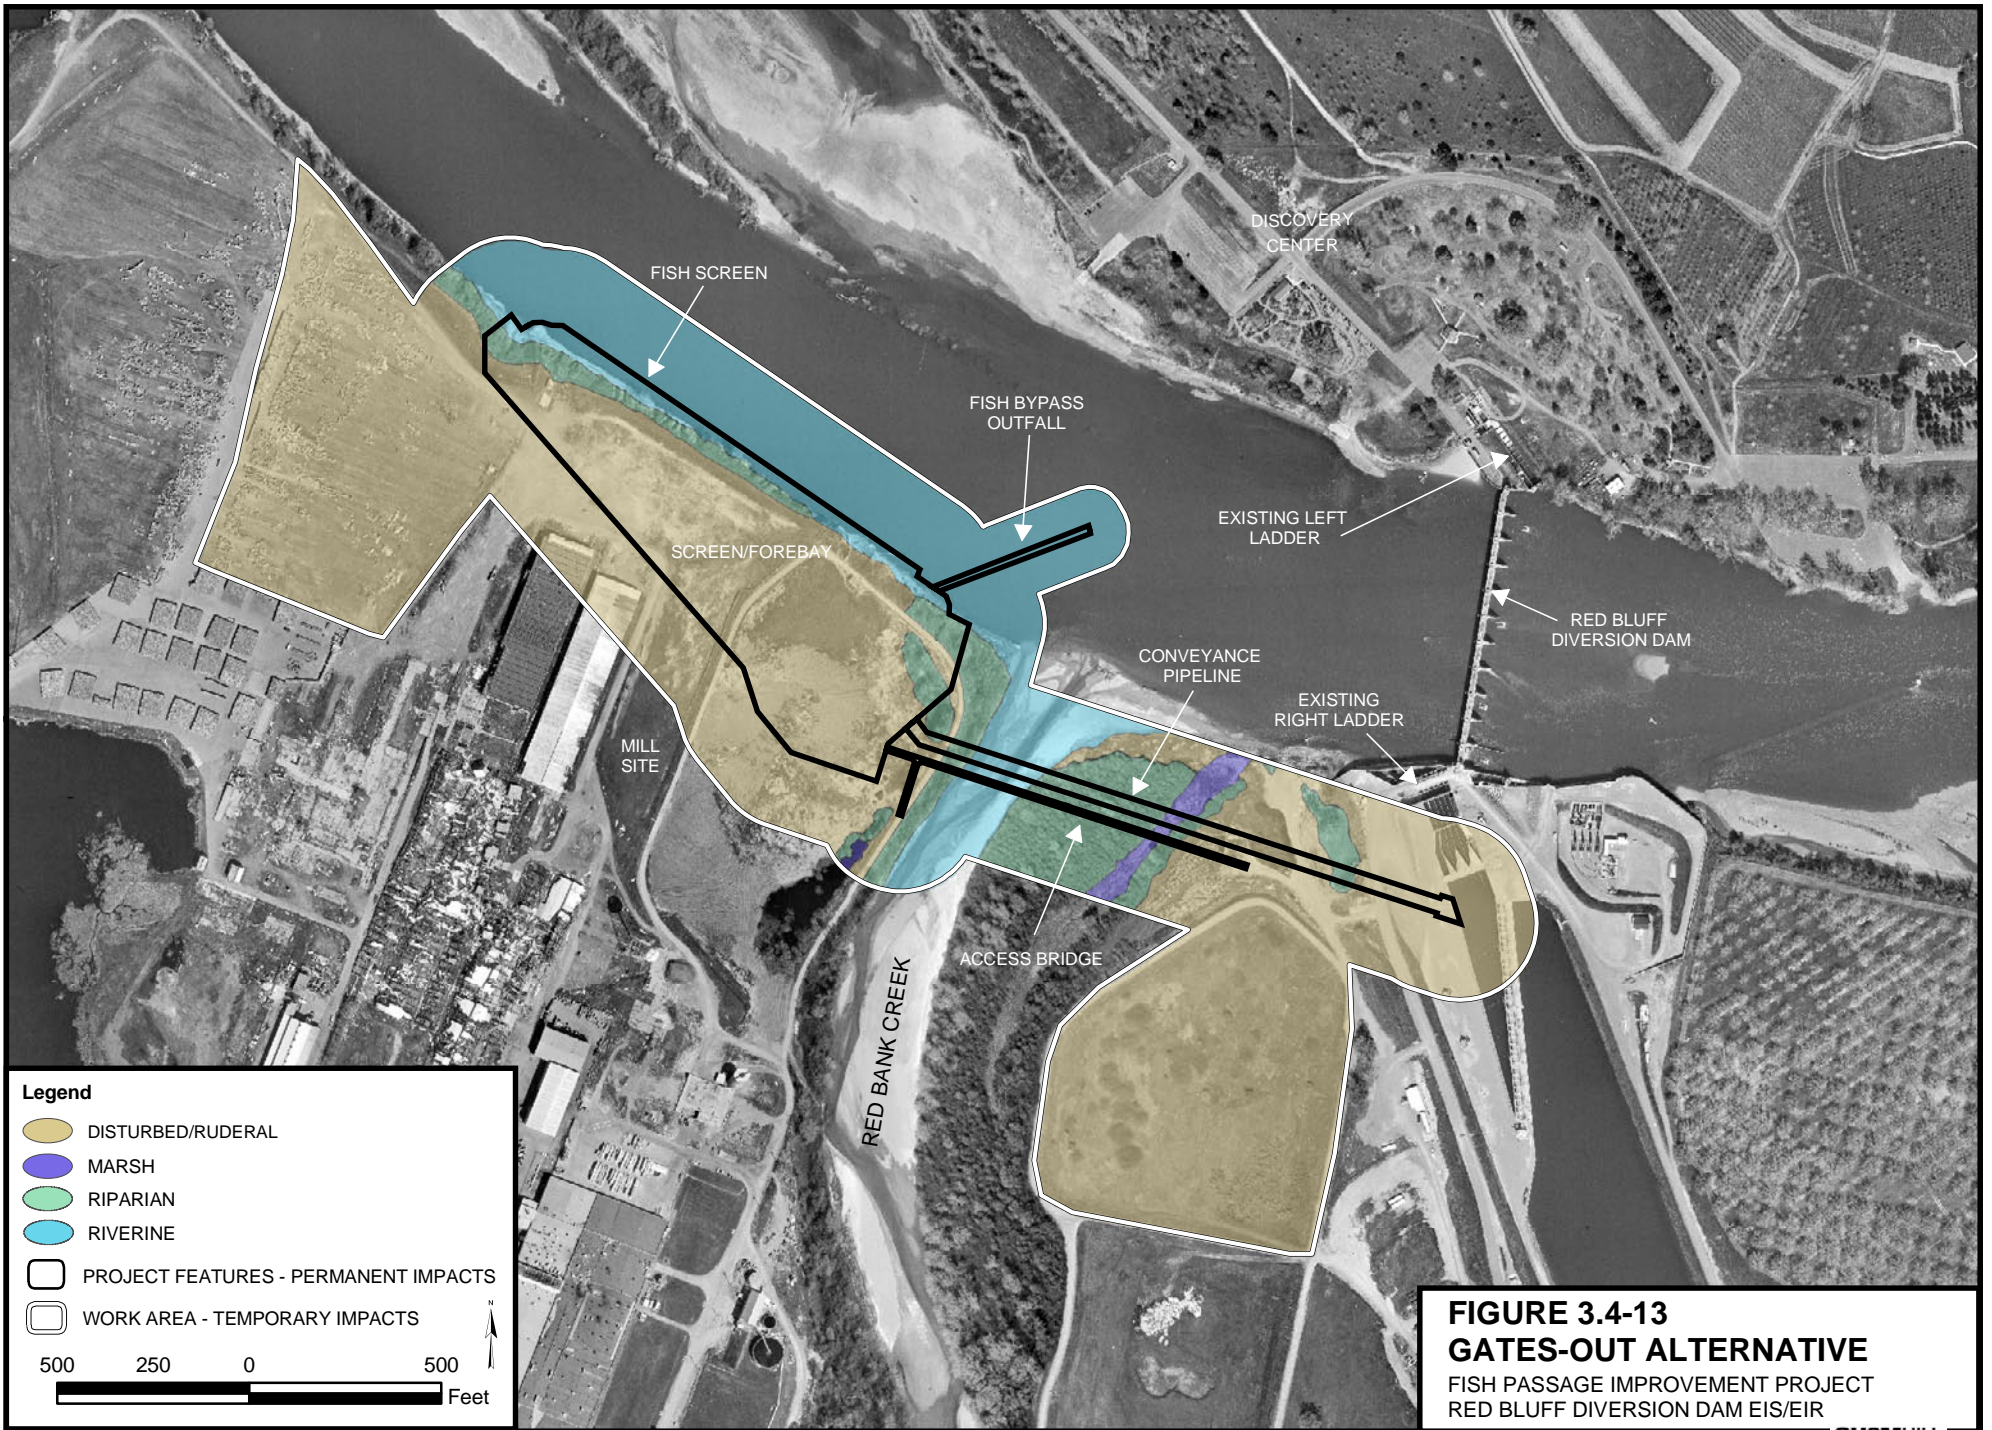 DISCOVERY
CENTER
FISH SCREEN
FISH BYPASS
OUTFALL
EXISTING LEFT
LADDER
SCREEN/FOREBAY
RED BLUFF
DIVERSION DAM
CONVEYANCE
PIPELINE
EXISTING
RIGHT LADDER
MILL
SITE
ACCESS BRIDGE
RED BANK CREEK
Legend
DISTURBED/RUDERAL
MARSH
RIPARIAN
RIVERINE
PROJECT FEATURES - PERMANENT IMPACTS
WORK AREA - TEMPORARY IMPACTS
N
500 250 0 500
Feet
FIGURE 3.4-13
GATES-OUT ALTERNATIVE
FISH PASSAGE IMPROVEMENT PROJECT
RED BLUFF DIVERSION DAM EIS/EIR